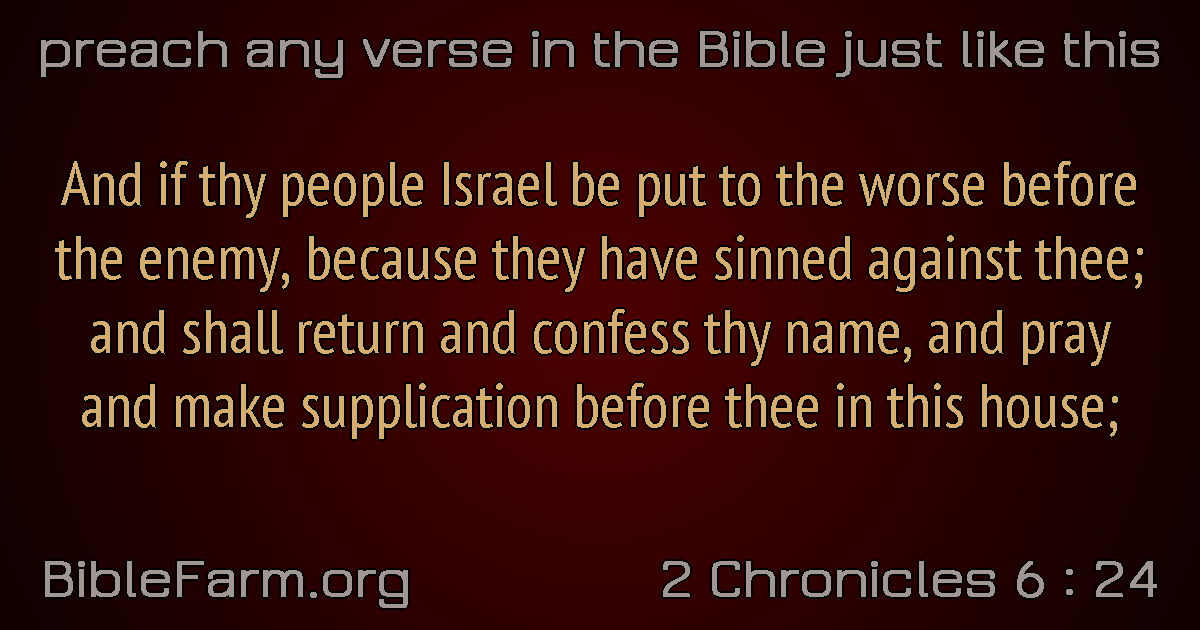 preach any verse in the Bible just like this
And if thy people Israel be put to the worse before
the enemy, because they have sinned against thee;
and shall return and confess thy name, and pray
and make supplication before thee in this house;
BibleFarm.org
2 Chronicles 6 : 24